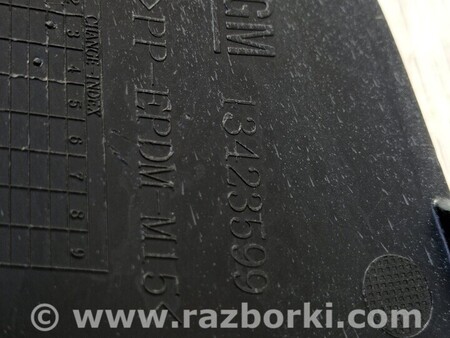 GM 13423599
>PP-EPDM-M15<
CHANGE INDEX
2 3 4 5 6 7 8 9
© www.razborki.com